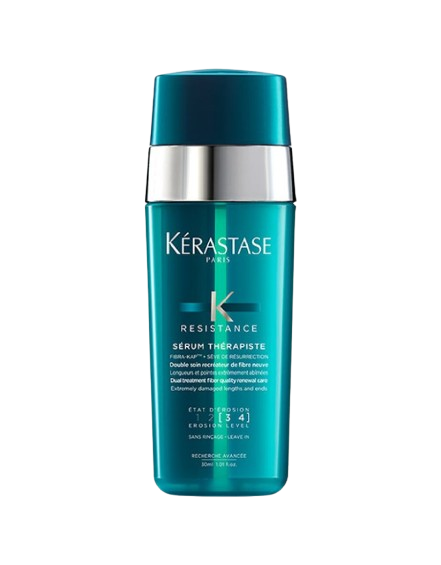 KÉRASTASE
PARIS
K
RESISTANCE
SÉRUM THÉRAPISTE
FIBRA-KAP™ + SÈVE DE RÉSURRECTION
Double soin recréateur de fibre neuve
Longueurs et pointes extrêmement abîmées
Dual treatment fiber quality renewal care
Extremely damaged lengths and ends
ÉTAT D'ÉROSION
1 2 [3 4]
EROSION LEVEL
SANS RINÇAGE - LEAVE IN
RECHERCHE AVANCÉE
30ml 1.01 fl.oz.